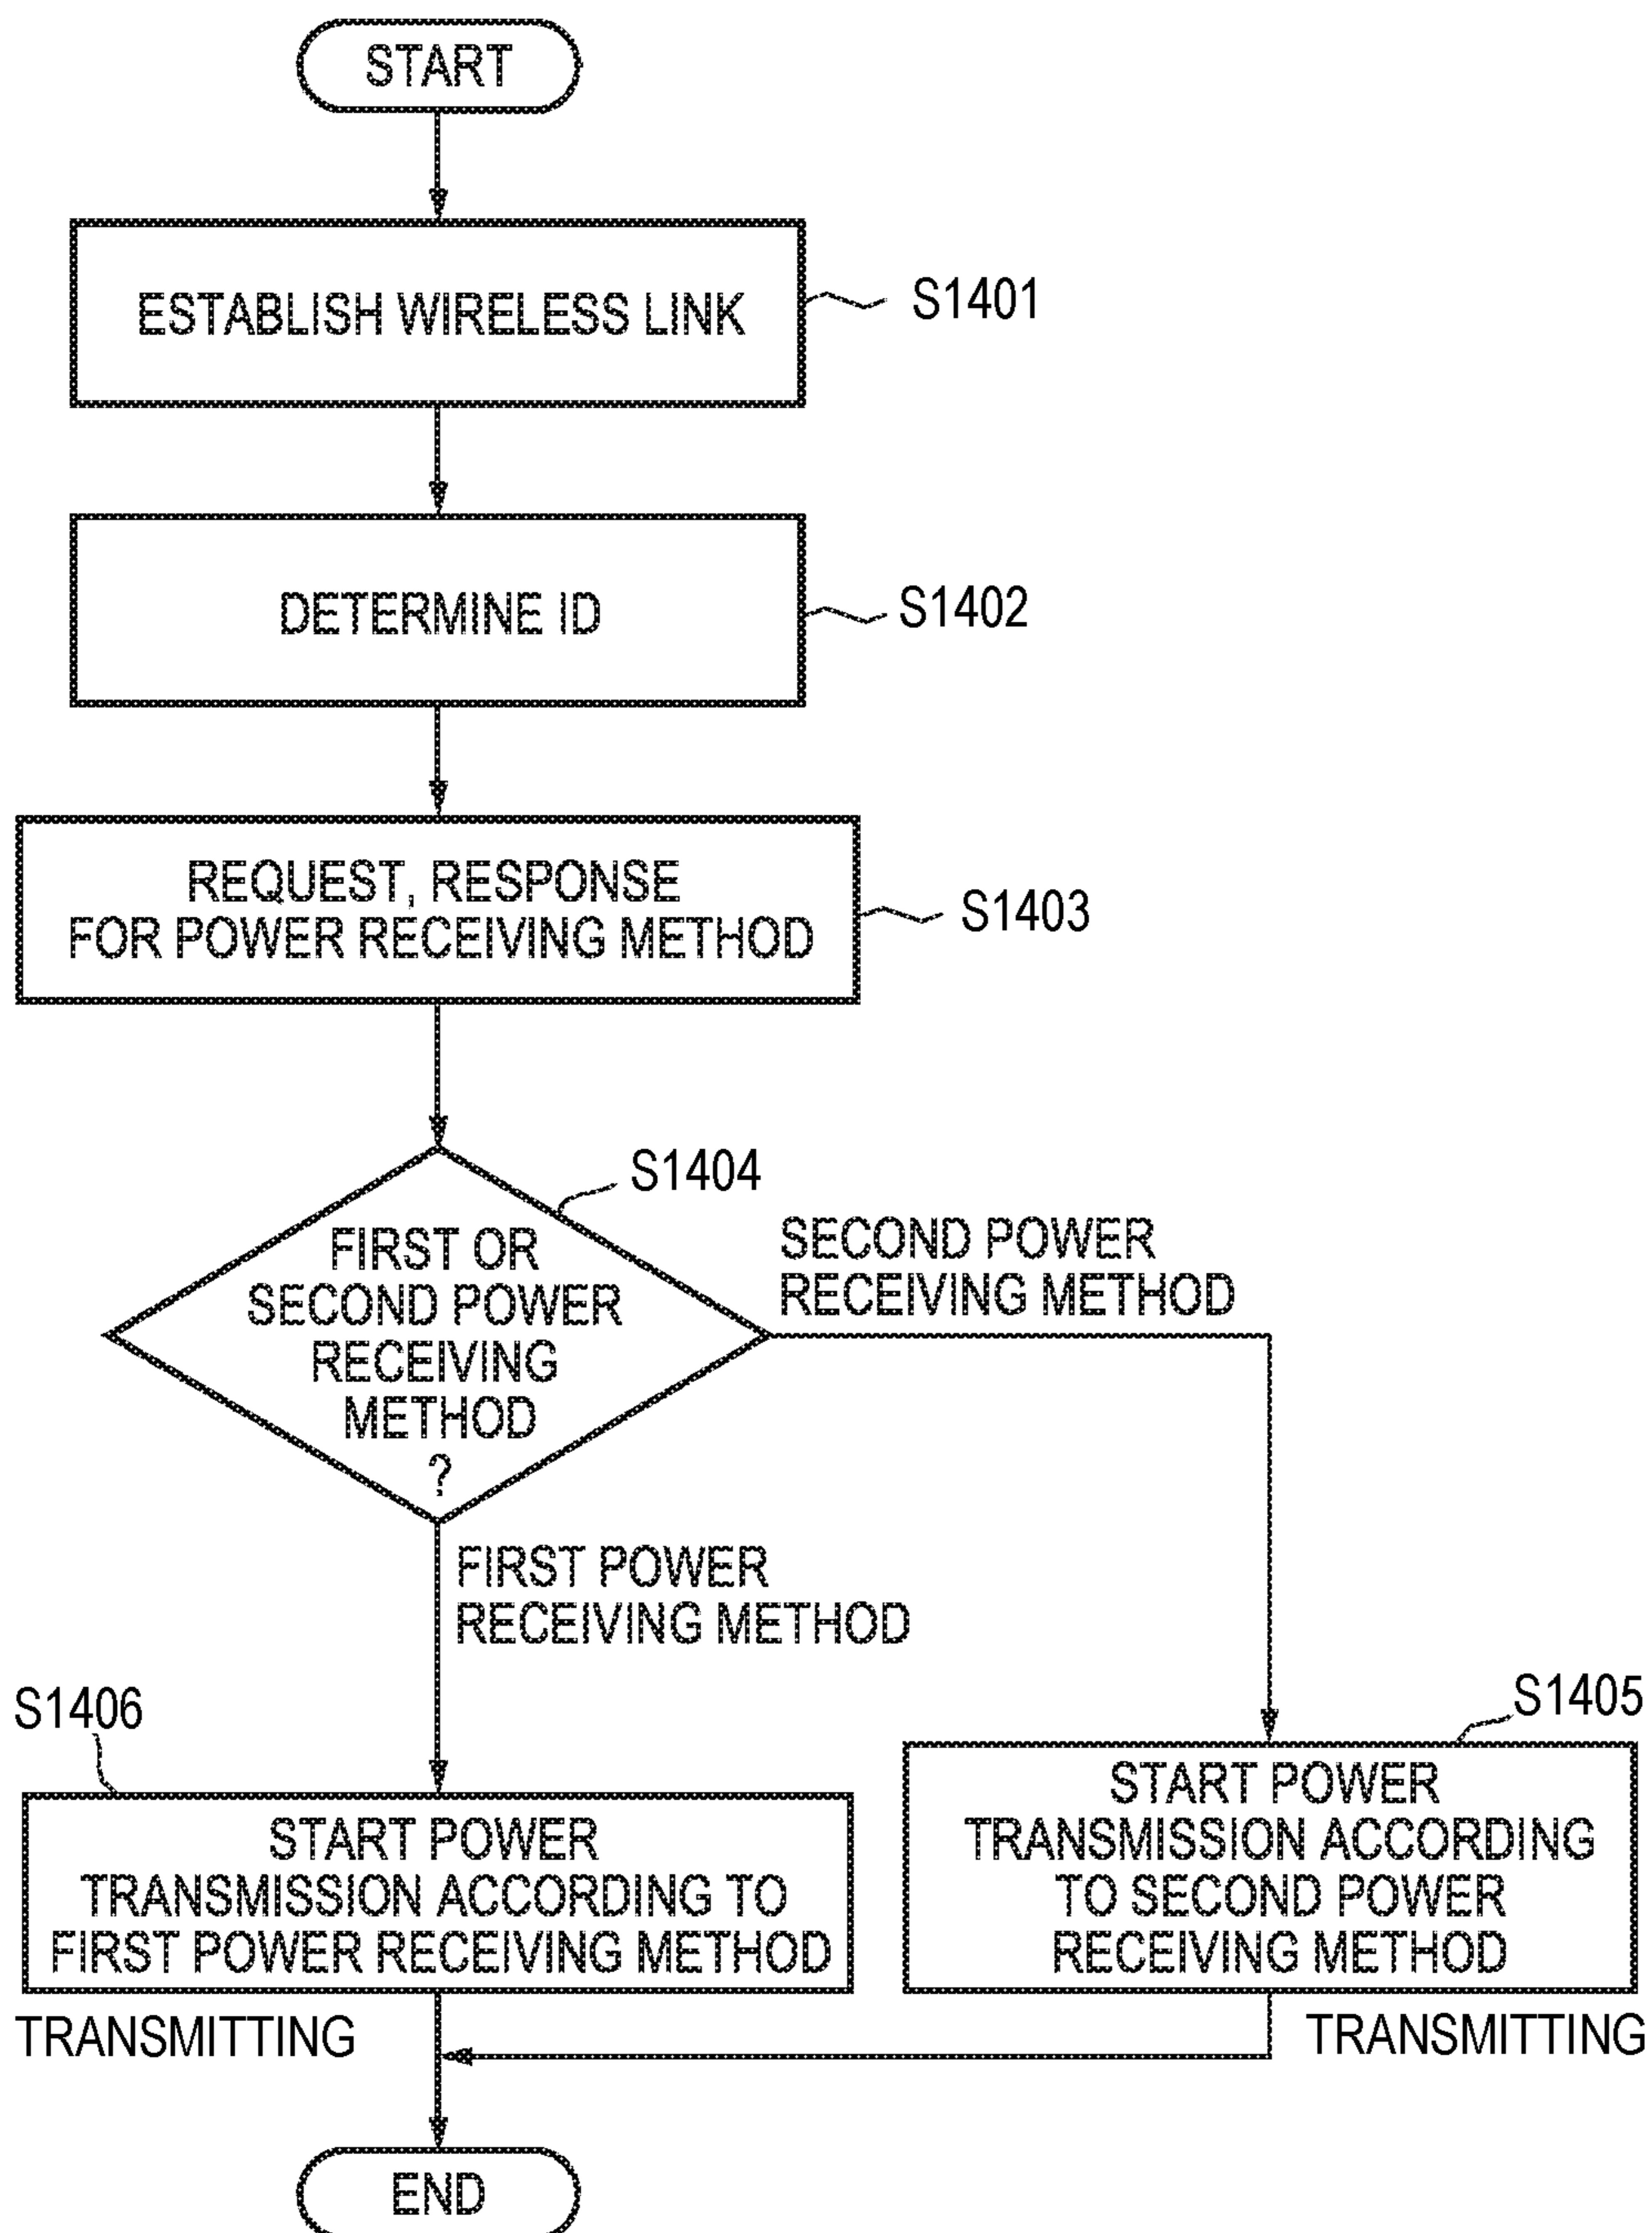 START
ESTABLISH WIRELESS LINK
S1401
DETERMINE ID
S1402
REQUEST, RESPONSE
FOR POWER RECEIVING METHOD
S1403
S1404
FIRST OR
SECOND POWER
RECEIVING
METHOD
?
SECOND POWER
RECEIVING METHOD
FIRST POWER
RECEIVING METHOD
S1406
START POWER
TRANSMISSION ACCORDING TO
FIRST POWER RECEIVING METHOD
TRANSMITTING
S1405
START POWER
TRANSMISSION ACCORDING
TO SECOND POWER
RECEIVING METHOD
TRANSMITTING
END